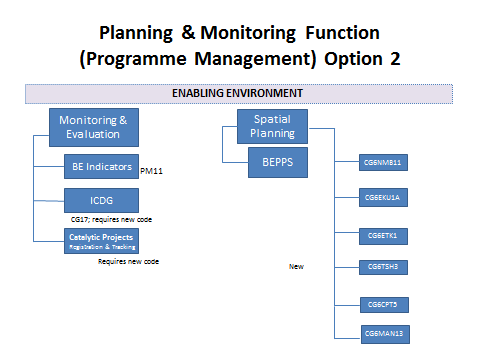 Planning & Monitoring Function
(Programme Management) Option 2
ENABLING ENVIRONMENT
Monitoring &
Evaluation
BE Indicators
PM11
ICDG
CG17; requires new code
Catalytic Projects
Registration & Tracking
Requires new code
Spatial
Planning
BEPPS
New
CG6NMB11
CG6EKU1A
CG6ETK1
CG6TSH3
CG6CPT5
CG6MAN13